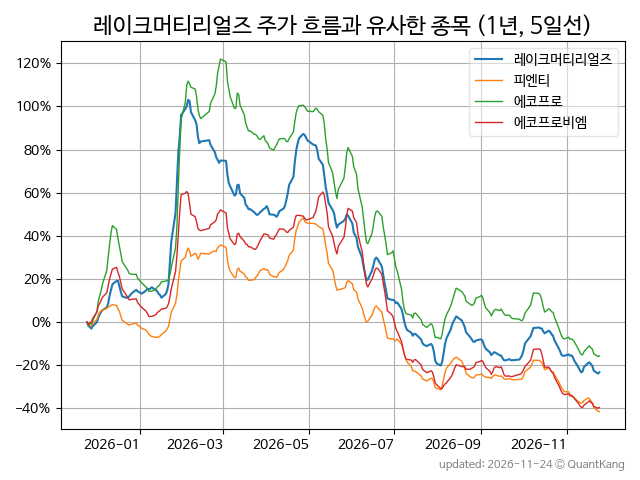 레이크머티리얼즈 주가 흐름과 유사한 종목 (1년, 5일선)
레이크머티리얼즈
피엔티
에코프로
에코프로비엠
120%
100%
80%
60%
40%
20%
0%
−20%
−40%
2026-01 2026-03 2026-05 2026-07 2026-09 2026-11
updated: 2026-11-24 © QuantKang